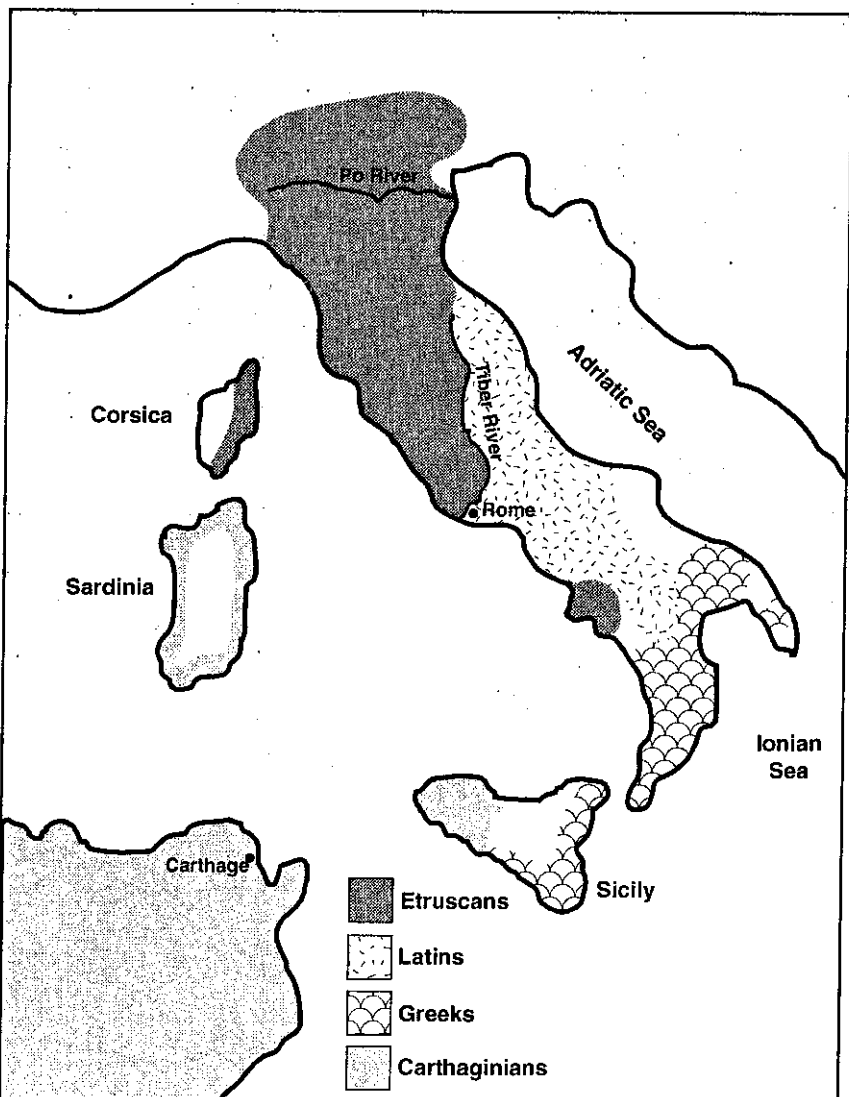 Po River
Adriatic Sea
Tiber River
Corsica
Rome
Sardinia
Ionian
Sea
Carthage
Sicily
Etruscans
Latins
Greeks
Carthaginians